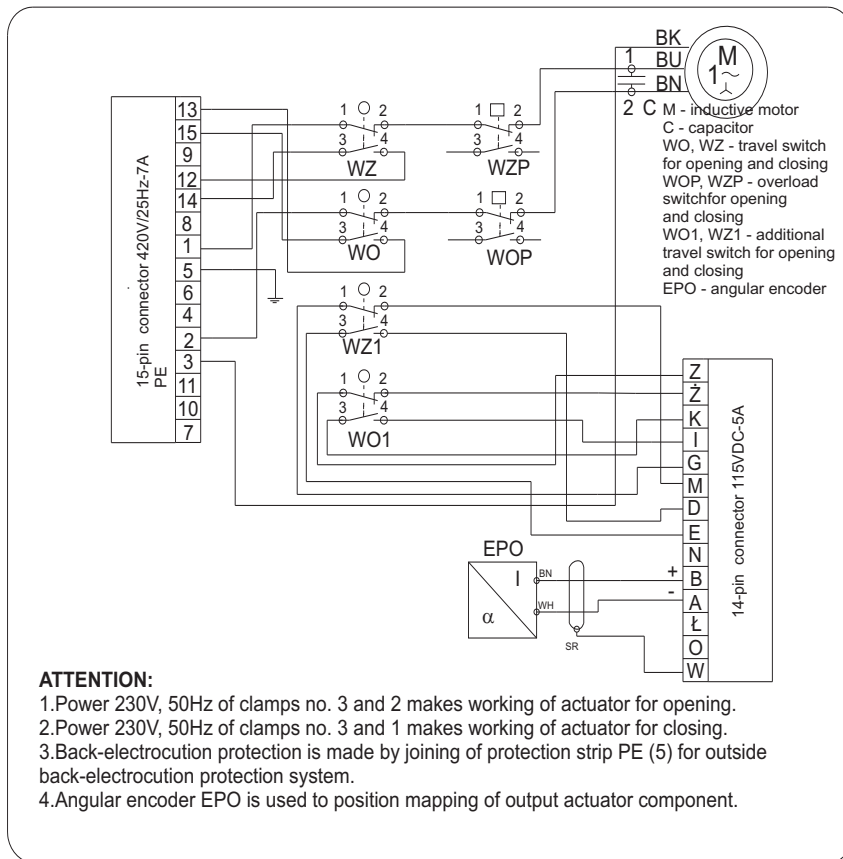 BK
1 BU
BN
2 C
M
1~
M - inductive motor
C - capacitor
WO, WZ - travel switch
for opening and closing
WOP, WZP - overload
switchfor opening
and closing
WO1, WZ1 - additional
travel switch for opening
and closing
EPO - angular encoder
15-pin connector 420V/25Hz-7A
PE
13
15
9
12
14
8
1
5
6
4
2
3
11
10
7
1 2
3 4
WZ
1 2
3 4
WZP
1 2
3 4
WO
1 2
3 4
WOP
1 2
3 4
WZ1
1 2
3 4
WO1
Z
Ż
K
I
G
M
D
E
N
+ B
- A
Ł
O
W
14-pin connector 115VDC-5A
EPO
I
α
BN
WH
SR
ATTENTION:
1.Power 230V, 50Hz of clamps no. 3 and 2 makes working of actuator for opening.
2.Power 230V, 50Hz of clamps no. 3 and 1 makes working of actuator for closing.
3.Back-electrocution protection is made by joining of protection strip PE (5) for outside
back-electrocution protection system.
4.Angular encoder EPO is used to position mapping of output actuator component.